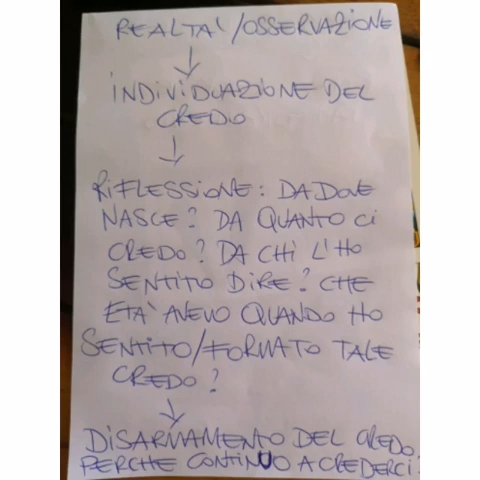 REALTA'/OSSERVAZIONE
↓
INDIVIDUAZIONE DEL
CREDO
↓
RIFLESSIONE: DA DOVE
NASCE? DA QUANTO CI
CREDO? DA CHI L'HO
SENTITO DIRE? CHE
ETA' AVEVO QUANDO HO
SENTITO/FORMATO TALE
CREDO?
↓
DISARMAMENTO DEL CREDO.
PERCHE CONTINUO A CREDERCI?